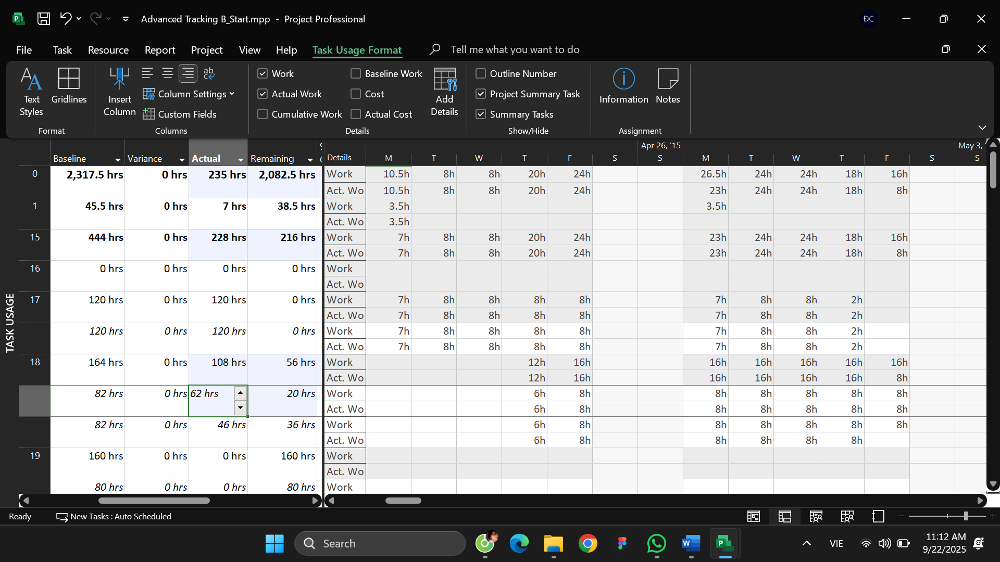 Advanced Tracking B_Start.mpp - Project Professional
ĐC
File Task Resource Report Project View Help Task Usage Format Tell me what you want to do
Text Styles
Gridlines
Format
Insert Column
Column Settings
Custom Fields
Columns
Work
Actual Work
Cumulative Work
Baseline Work
Cost
Actual Cost
Add Details
Details
Outline Number
Project Summary Task
Summary Tasks
Show/Hide
Information
Notes
Assignment
Apr 26, '15 May 3, '
Baseline Variance Actual Remaining Details M T W T F S S M T W T F S S
0 2,317.5 hrs 0 hrs 235 hrs 2,082.5 hrs Work 10.5h 8h 8h 20h 24h 26.5h 24h 24h 18h 16h
Act. Wo 10.5h 8h 8h 20h 24h 23h 24h 24h 18h 8h
1 45.5 hrs 0 hrs 7 hrs 38.5 hrs Work 3.5h 3.5h
Act. Wo 3.5h
15 444 hrs 0 hrs 228 hrs 216 hrs Work 7h 8h 8h 20h 24h 23h 24h 24h 18h 16h
Act. Wo 7h 8h 8h 20h 24h 23h 24h 24h 18h 8h
16 0 hrs 0 hrs 0 hrs 0 hrs Work
Act. Wo
17 120 hrs 0 hrs 120 hrs 0 hrs Work 7h 8h 8h 8h 8h 7h 8h 8h 2h
Act. Wo 7h 8h 8h 8h 8h 7h 8h 8h 2h
120 hrs 0 hrs 120 hrs 0 hrs Work 7h 8h 8h 8h 8h 7h 8h 8h 2h
Act. Wo 7h 8h 8h 8h 8h 7h 8h 8h 2h
18 164 hrs 0 hrs 108 hrs 56 hrs Work 12h 16h 16h 16h 16h 16h 16h
Act. Wo 12h 16h 16h 16h 16h 16h 8h
82 hrs 0 hrs 62 hrs 20 hrs Work 6h 8h 8h 8h 8h 8h 8h
Act. Wo 6h 8h 8h 8h 8h 8h 8h
82 hrs 0 hrs 46 hrs 36 hrs Work 6h 8h 8h 8h 8h 8h 8h
Act. Wo 6h 8h 8h 8h 8h 8h
19 160 hrs 0 hrs 0 hrs 160 hrs Work
Act. Wo
80 hrs 0 hrs 0 hrs 80 hrs Work
TASK USAGE
Ready New Tasks : Auto Scheduled
Search
VIE
11:12 AM
9/22/2025